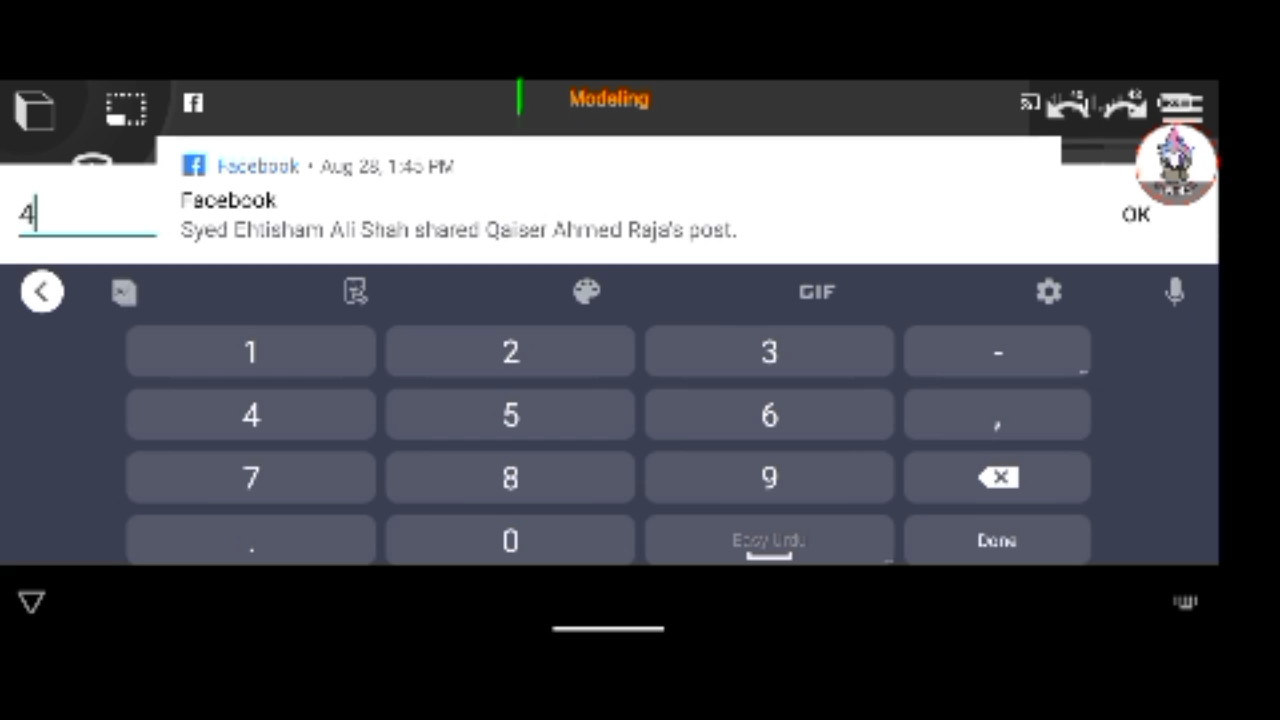 Modeling
Facebook • Aug 28, 1:45 PM
Facebook
Syed Ehtisham Ali Shah shared Qaiser Ahmed Raja's post.
4
OK
GIF
1 2 3 -
4 5 6 ,
7 8 9
. 0 Easy Urdu Done